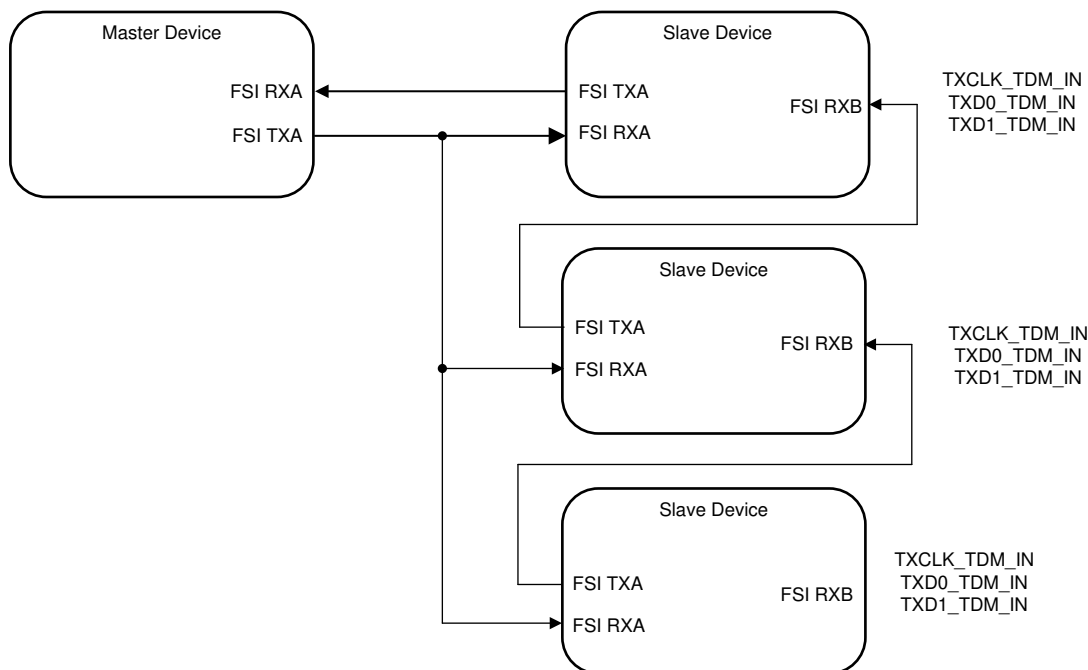 Master Device
FSI RXA
FSI TXA
Slave Device
FSI TXA
FSI RXA
FSI RXB
TXCLK_TDM_IN
TXD0_TDM_IN
TXD1_TDM_IN
Slave Device
FSI TXA
FSI RXA
FSI RXB
TXCLK_TDM_IN
TXD0_TDM_IN
TXD1_TDM_IN
Slave Device
FSI TXA
FSI RXA
FSI RXB
TXCLK_TDM_IN
TXD0_TDM_IN
TXD1_TDM_IN